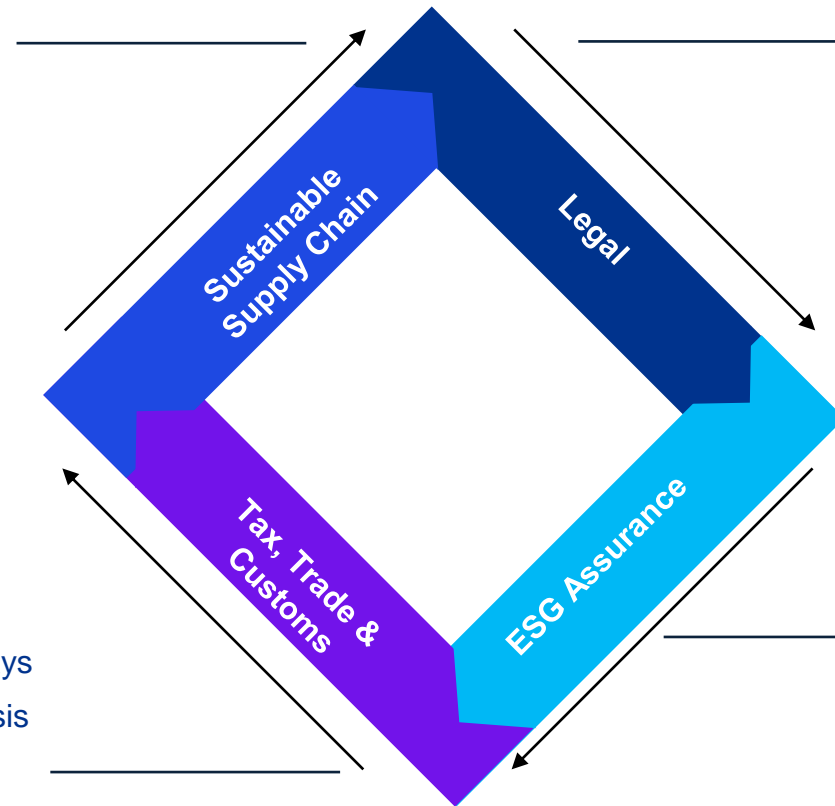 Sustainable
Supply Chain
Legal
ESG Assurance
Tax, Trade &
Customs